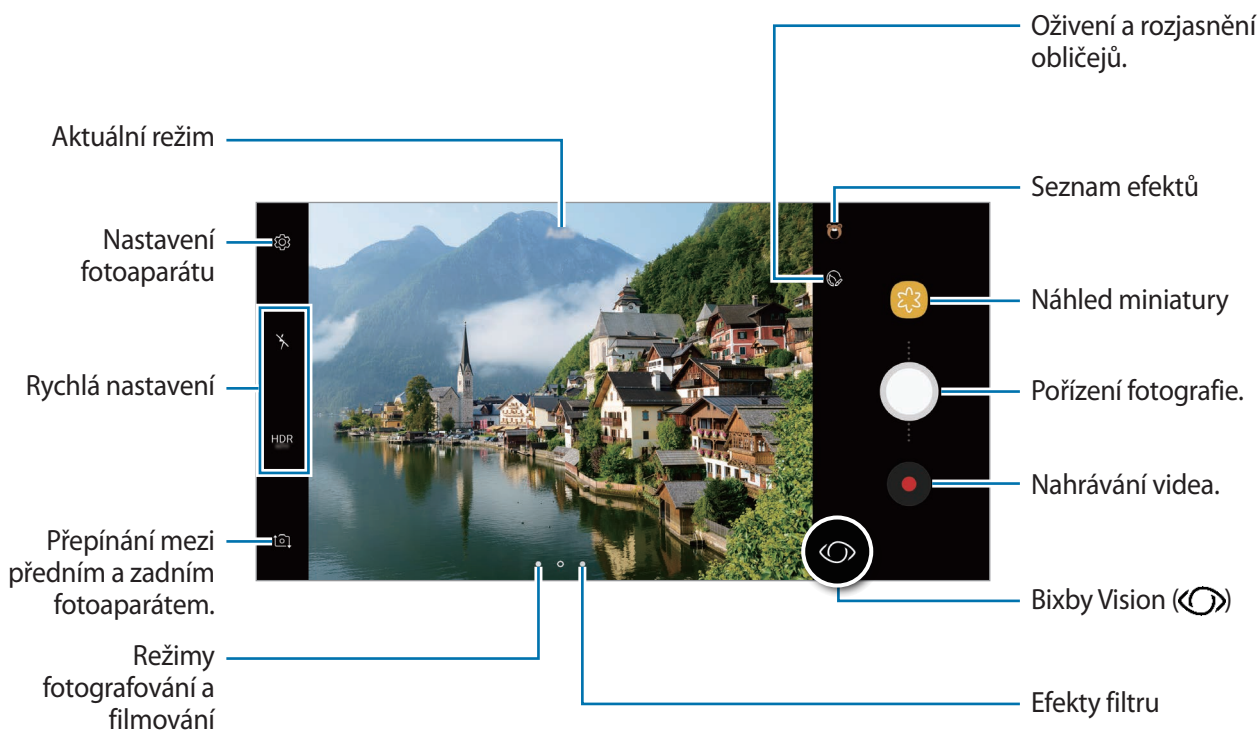 Oživení a rozjasnění
obličejů.
Aktuální režim
Seznam efektů
Nastavení
fotoaparátu
Náhled miniatury
Rychlá nastavení
HDR
Pořízení fotografie.
Nahrávání videa.
Přepínání mezi
předním a zadním
fotoaparátem.
Bixby Vision ( )
Režimy
fotografování a
filmování
Efekty filtru